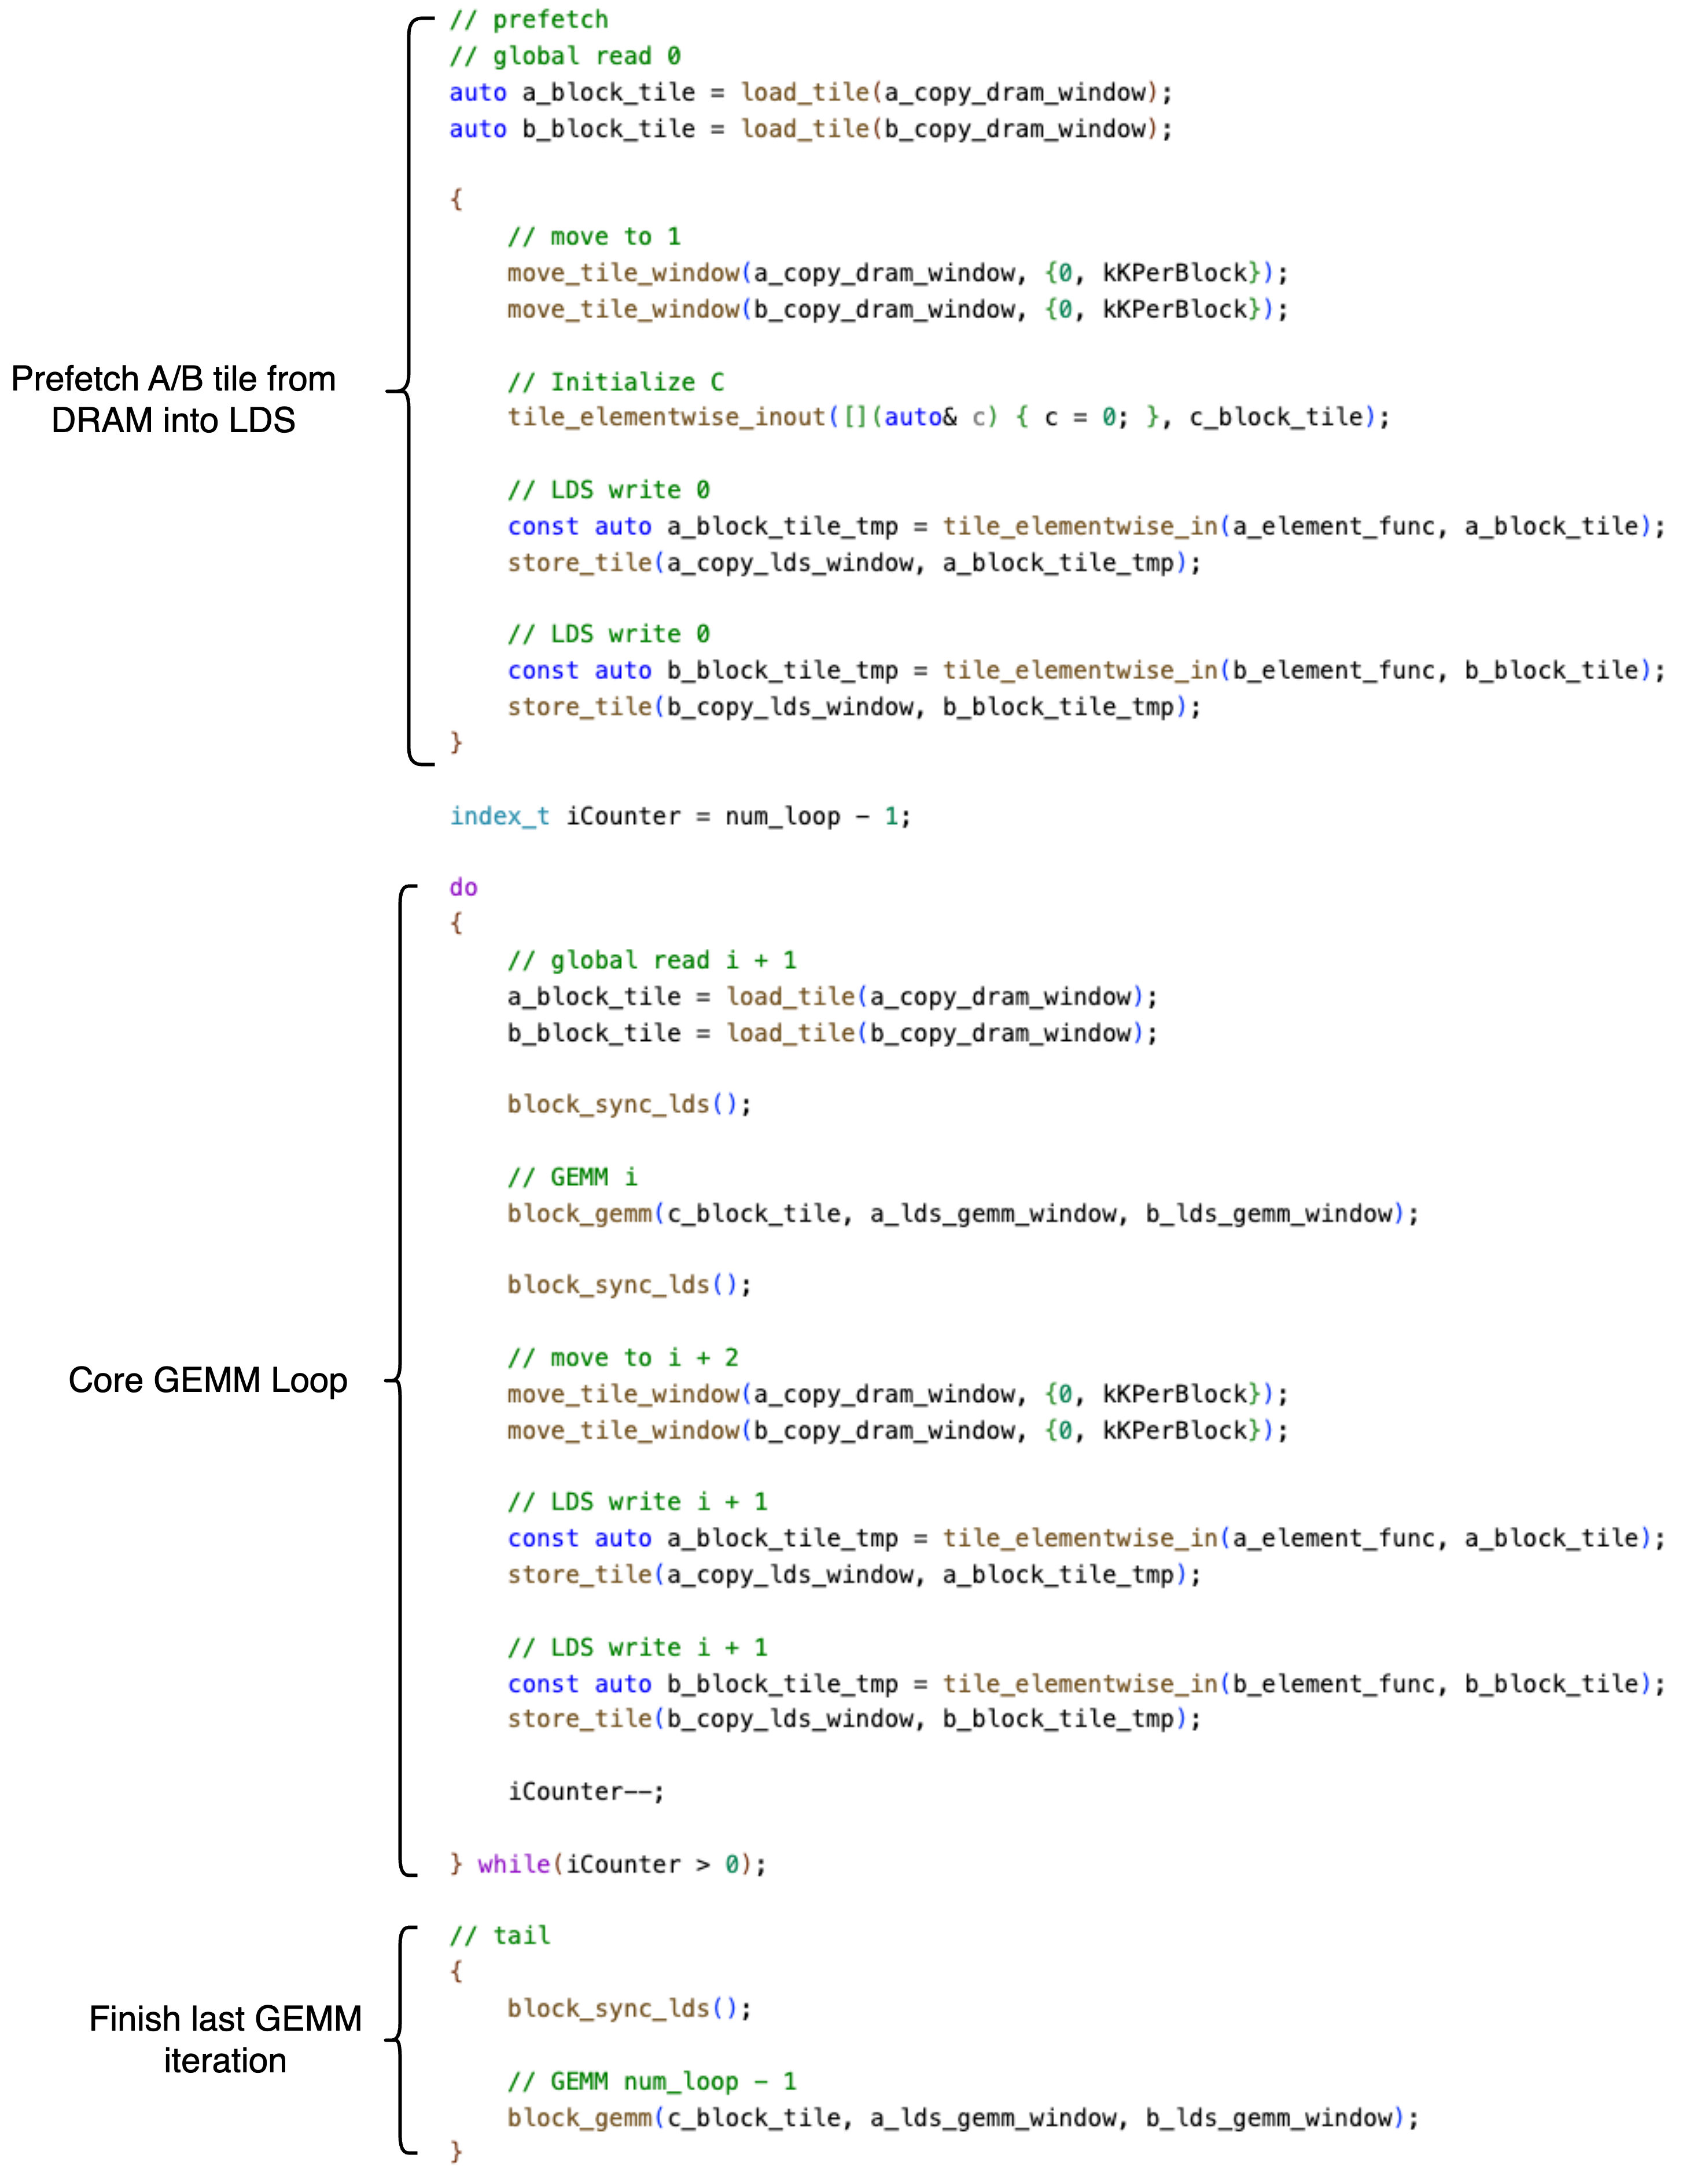 // prefetch
// global read 0
auto a_block_tile = load_tile(a_copy_dram_window);
auto b_block_tile = load_tile(b_copy_dram_window);
{
// move to 1
move_tile_window(a_copy_dram_window, {0, kKPerBlock});
move_tile_window(b_copy_dram_window, {0, kKPerBlock});
Prefetch A/B tile from
DRAM into LDS
// Initialize C
tile_elementwise_inout([](auto& c) { c = 0; }, c_block_tile);
// LDS write 0
const auto a_block_tile_tmp = tile_elementwise_in(a_element_func, a_block_tile);
store_tile(a_copy_lds_window, a_block_tile_tmp);
// LDS write 0
const auto b_block_tile_tmp = tile_elementwise_in(b_element_func, b_block_tile);
store_tile(b_copy_lds_window, b_block_tile_tmp);
}
index_t iCounter = num_loop - 1;
do
{
// global read i + 1
a_block_tile = load_tile(a_copy_dram_window);
b_block_tile = load_tile(b_copy_dram_window);
block_sync_lds();
// GEMM i
block_gemm(c_block_tile, a_lds_gemm_window, b_lds_gemm_window);
block_sync_lds();
Core GEMM Loop
// move to i + 2
move_tile_window(a_copy_dram_window, {0, kKPerBlock});
move_tile_window(b_copy_dram_window, {0, kKPerBlock});
// LDS write i + 1
const auto a_block_tile_tmp = tile_elementwise_in(a_element_func, a_block_tile);
store_tile(a_copy_lds_window, a_block_tile_tmp);
// LDS write i + 1
const auto b_block_tile_tmp = tile_elementwise_in(b_element_func, b_block_tile);
store_tile(b_copy_lds_window, b_block_tile_tmp);
iCounter--;
} while(iCounter > 0);
// tail
{
block_sync_lds();
Finish last GEMM
iteration
// GEMM num_loop - 1
block_gemm(c_block_tile, a_lds_gemm_window, b_lds_gemm_window);
}